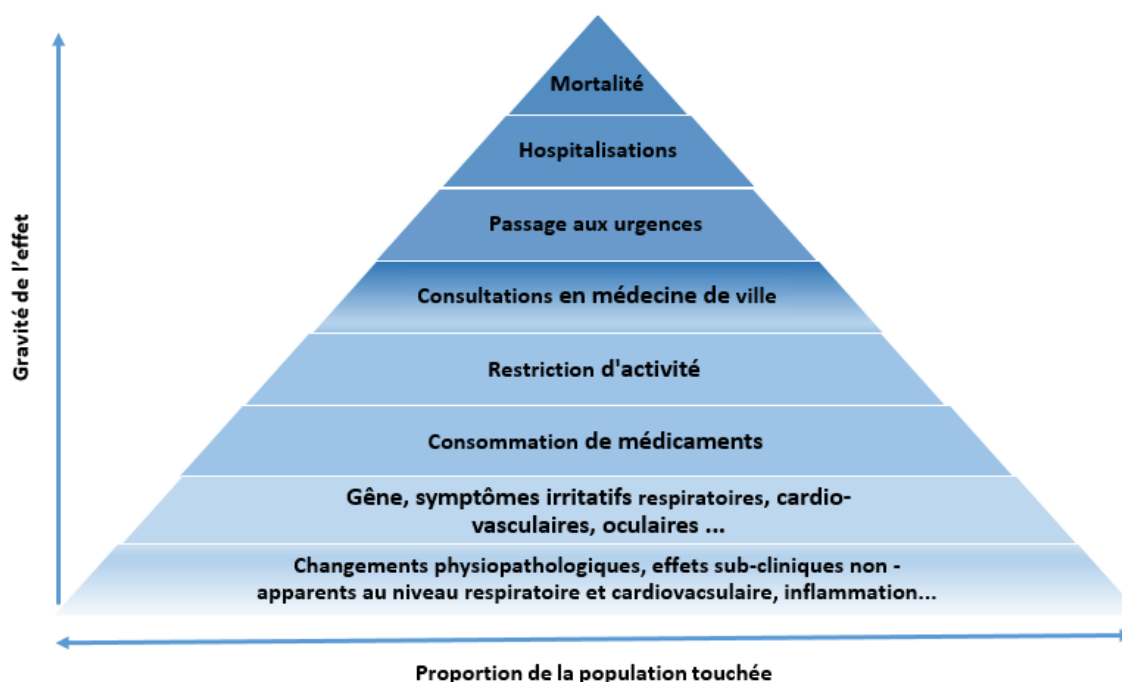 Mortalité
Hospitalisations
Passage aux urgences
Consultations en médecine de ville
Restriction d'activité
Consommation de médicaments
Gêne, symptômes irritatifs respiratoires, cardio-
vasculaires, oculaires ...
Changements physiopathologiques, effets sub-cliniques non -
apparents au niveau respiratoire et cardiovacsulaire, inflammation...
Gravité de l'effet
Proportion de la population touchée